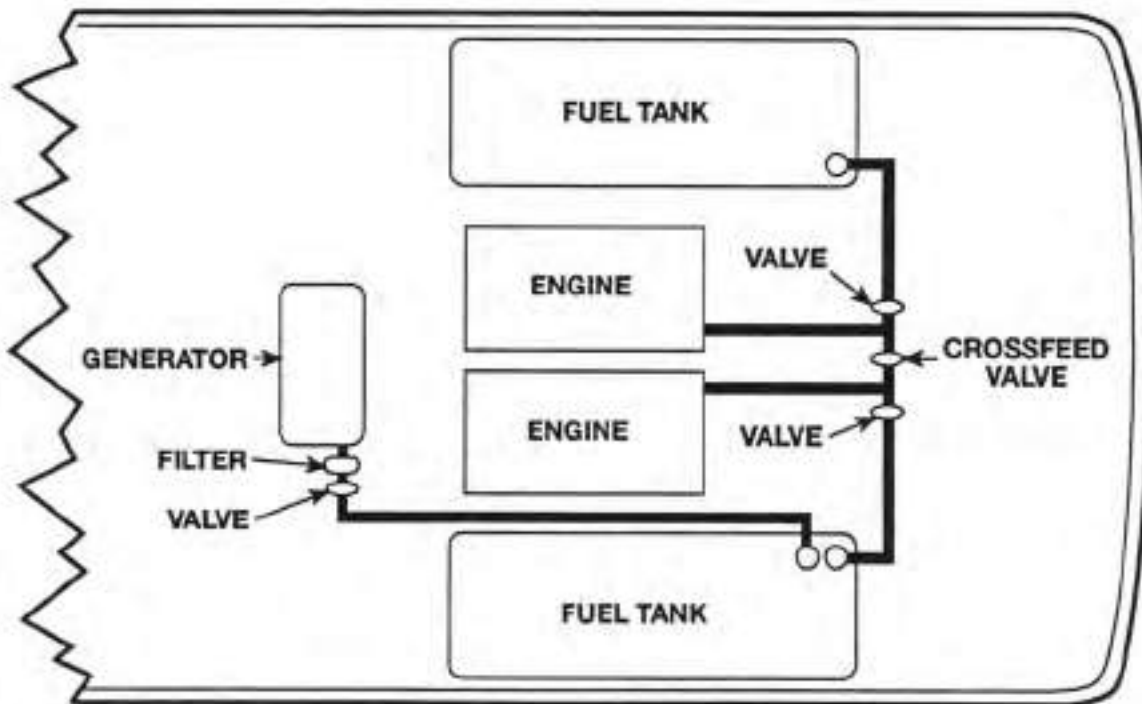 FUEL TANK
ENGINE
VALVE
GENERATOR
CROSSFEED
VALVE
ENGINE
VALVE
FILTER
VALVE
FUEL TANK